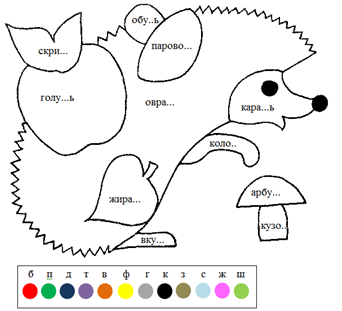 обу...ь
скри...
парово...
голу...ь
овра...
кара...ь
коло..
жира...
арбу...
кузо..
вку...
б п д т в ф г к з с ж ш